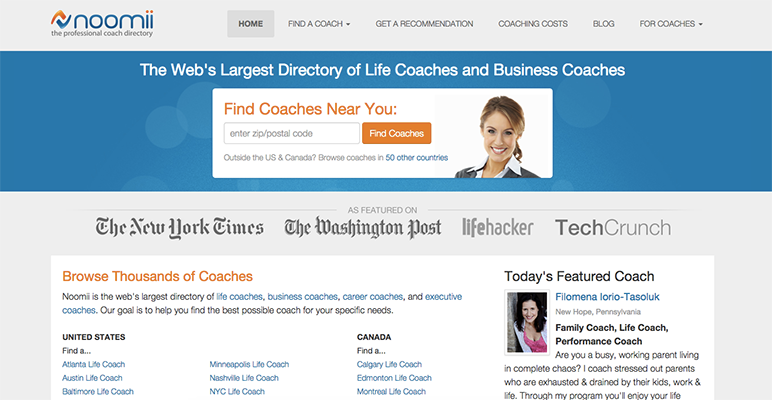 noomii
the professional coach directory
HOME
FIND A COACH
GET A RECOMMENDATION
COACHING COSTS
BLOG
FOR COACHES
The Web's Largest Directory of Life Coaches and Business Coaches
Find Coaches Near You:
enter zip/postal code
Find Coaches
Outside the US & Canada? Browse coaches in 50 other countries
AS FEATURED ON
The New York Times
The Washington Post
lifehacker
TechCrunch
Browse Thousands of Coaches
Noomii is the web's largest directory of life coaches, business coaches, career coaches, and executive
coaches. Our goal is to help you find the best possible coach for your specific needs.
UNITED STATES
Find a...
Atlanta Life Coach
Austin Life Coach
Baltimore Life Coach
Minneapolis Life Coach
Nashville Life Coach
NYC Life Coach
CANADA
Find a...
Calgary Life Coach
Edmonton Life Coach
Montreal Life Coach
Today's Featured Coach
Filomena Iorio-Tasoluk
New Hope, Pennsylvania
Family Coach, Life Coach,
Performance Coach
Are you a busy, working parent living
in complete chaos? I coach stressed out parents
who are exhausted & drained by their kids, work &
life. Through my program you'll enjoy your life